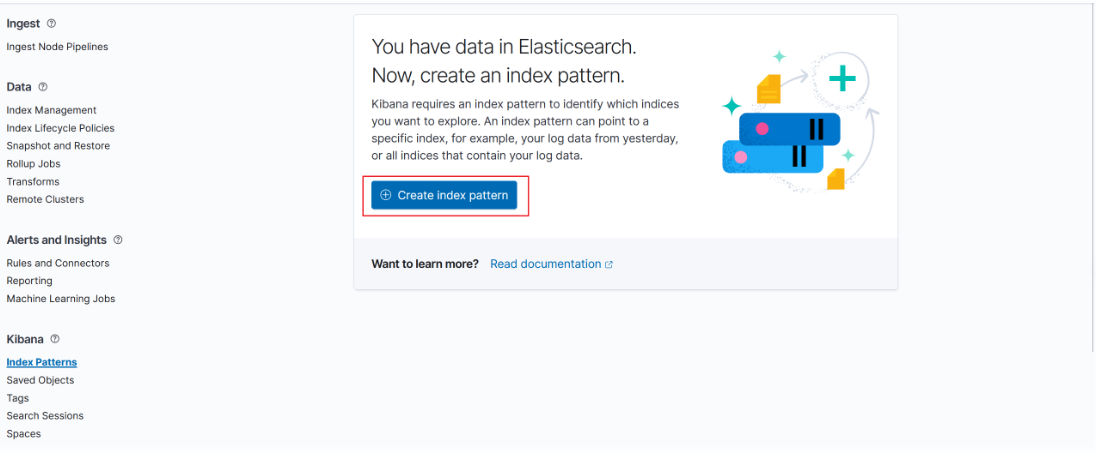 Ingest
Ingest Node Pipelines
Data
Index Management
Index Lifecycle Policies
Snapshot and Restore
Rollup Jobs
Transforms
Remote Clusters
Alerts and Insights
Rules and Connectors
Reporting
Machine Learning Jobs
Kibana
Index Patterns
Saved Objects
Tags
Search Sessions
Spaces
You have data in Elasticsearch.
Now, create an index pattern.
Kibana requires an index pattern to identify which indices
you want to explore. An index pattern can point to a
specific index, for example, your log data from yesterday,
or all indices that contain your log data.
Create index pattern
Want to learn more? Read documentation